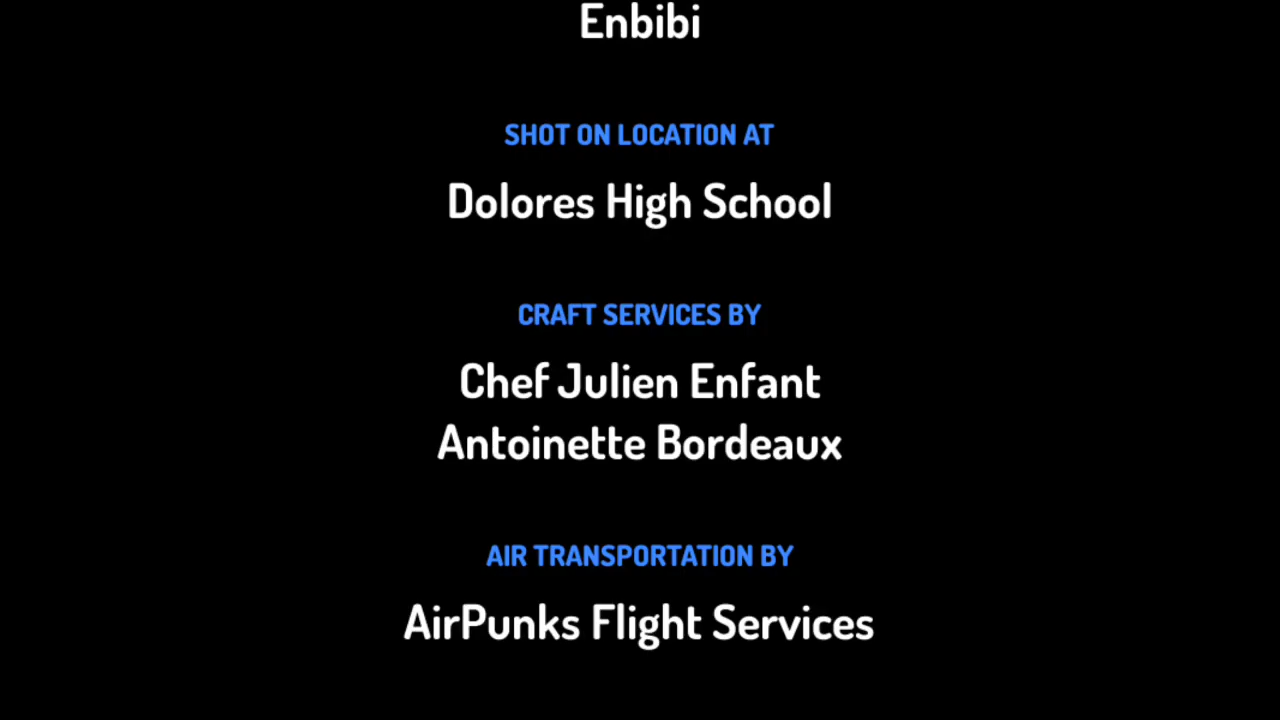 Enbibi
SHOT ON LOCATION AT
Dolores High School
CRAFT SERVICES BY
Chef Julien Enfant
Antoinette Bordeaux
AIR TRANSPORTATION BY
AirPunks Flight Services